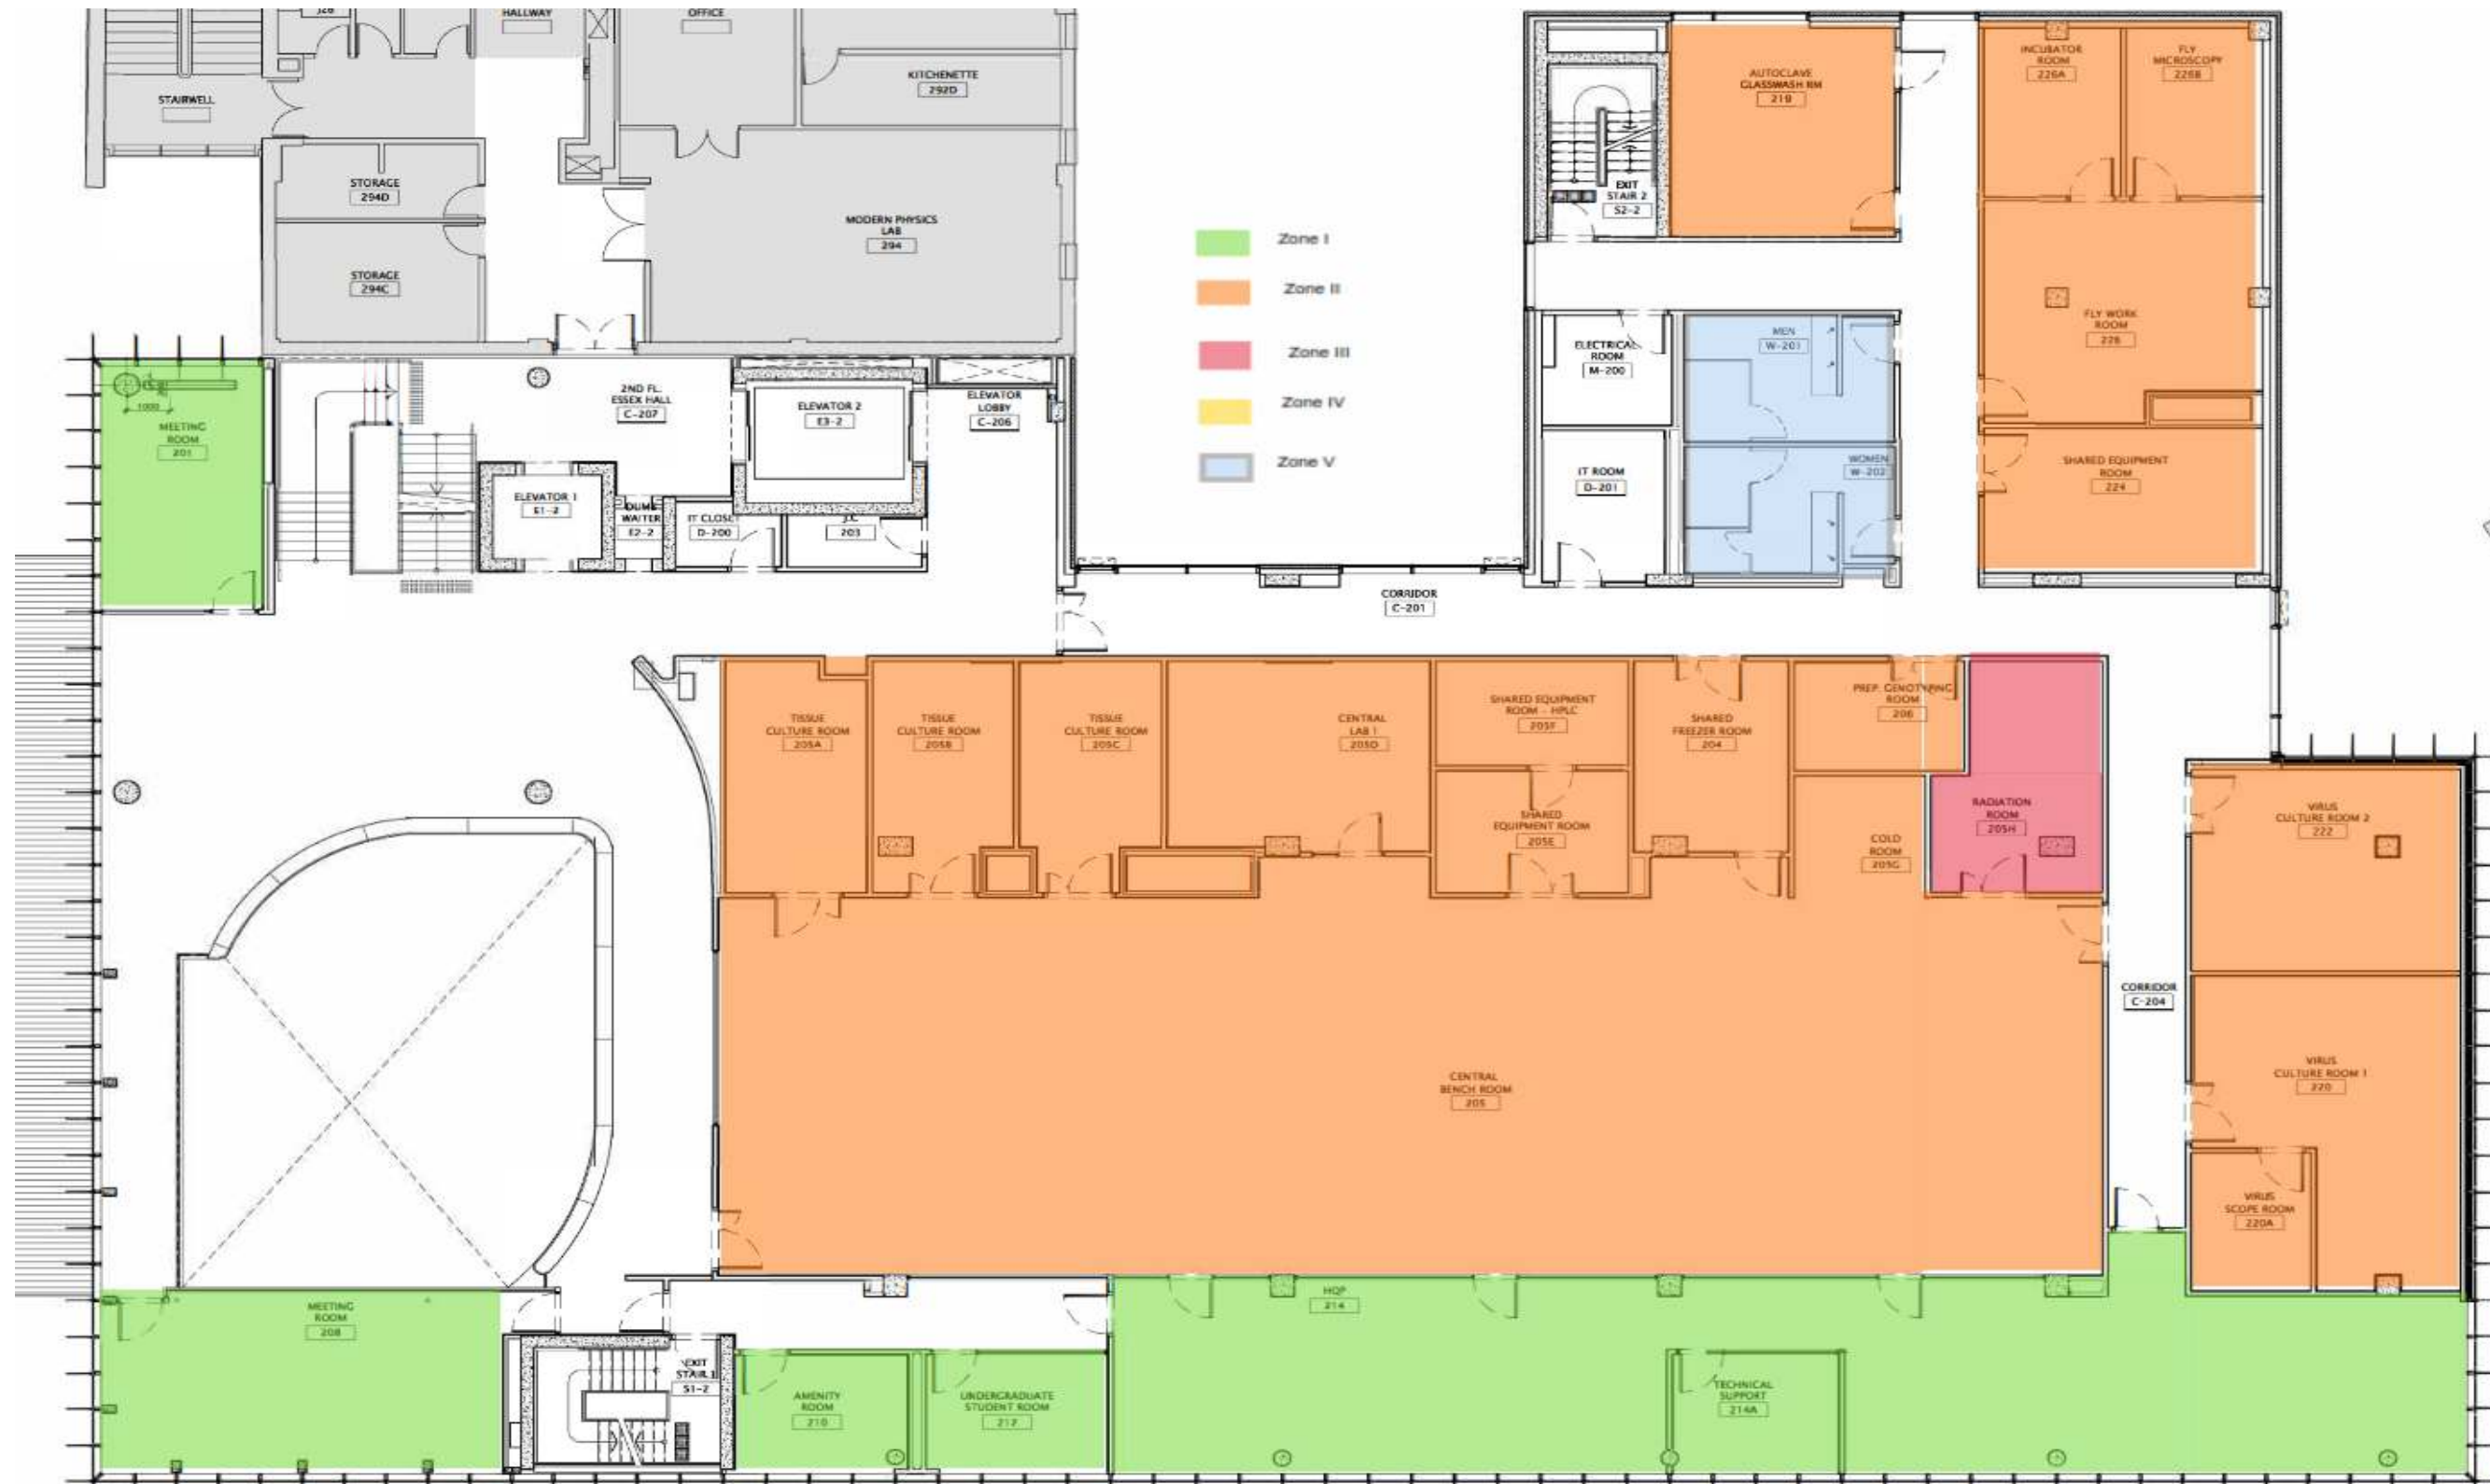 HALLWAY
OFFICE
STAIRWELL
KITCHENETTE
292D
STORAGE
294D
MODERN PHYSICS
LAB
294
STORAGE
294C
Zone I
Zone II
Zone III
Zone IV
Zone V
AUTOCLAVE
GLASSWASH RM
219
INCUBATOR
ROOM
226A
FLY
MICROSCOPY
226B
EXIT
STAIR 2
S2-2
FLY WORK
ROOM
226
ELECTRICAL
ROOM
M-200
MEN
W-201
IT ROOM
D-201
WOMEN
W-202
SHARED EQUIPMENT
ROOM
224
1000
MEETING
ROOM
201
2ND FL.
ESSEX HALL
C-207
ELEVATOR 2
E3-2
ELEVATOR
LOBBY
C-206
ELEVATOR 1
E1-2
DUMB
WAITER
E2-2
IT CLOSET
D-200
J.C
203
CORRIDOR
C-201
TISSUE
CULTURE ROOM
205A
TISSUE
CULTURE ROOM
205B
TISSUE
CULTURE ROOM
205C
CENTRAL
LAB 1
205D
SHARED EQUIPMENT
ROOM - HPLC
205F
SHARED
EQUIPMENT ROOM
205E
SHARED
FREEZER ROOM
204
PREP. GENOTYPING
ROOM
206
COLD
ROOM
205G
RADIATION
ROOM
205H
VIRUS
CULTURE ROOM 2
222
CORRIDOR
C-204
CENTRAL
BENCH ROOM
205
VIRUS
CULTURE ROOM 1
220
VIRUS
SCOPE ROOM
220A
MEETING
ROOM
208
EXIT
STAIR 1
S1-2
AMENITY
ROOM
210
UNDERGRADUATE
STUDENT ROOM
212
HQP
214
TECHNICAL
SUPPORT
214A